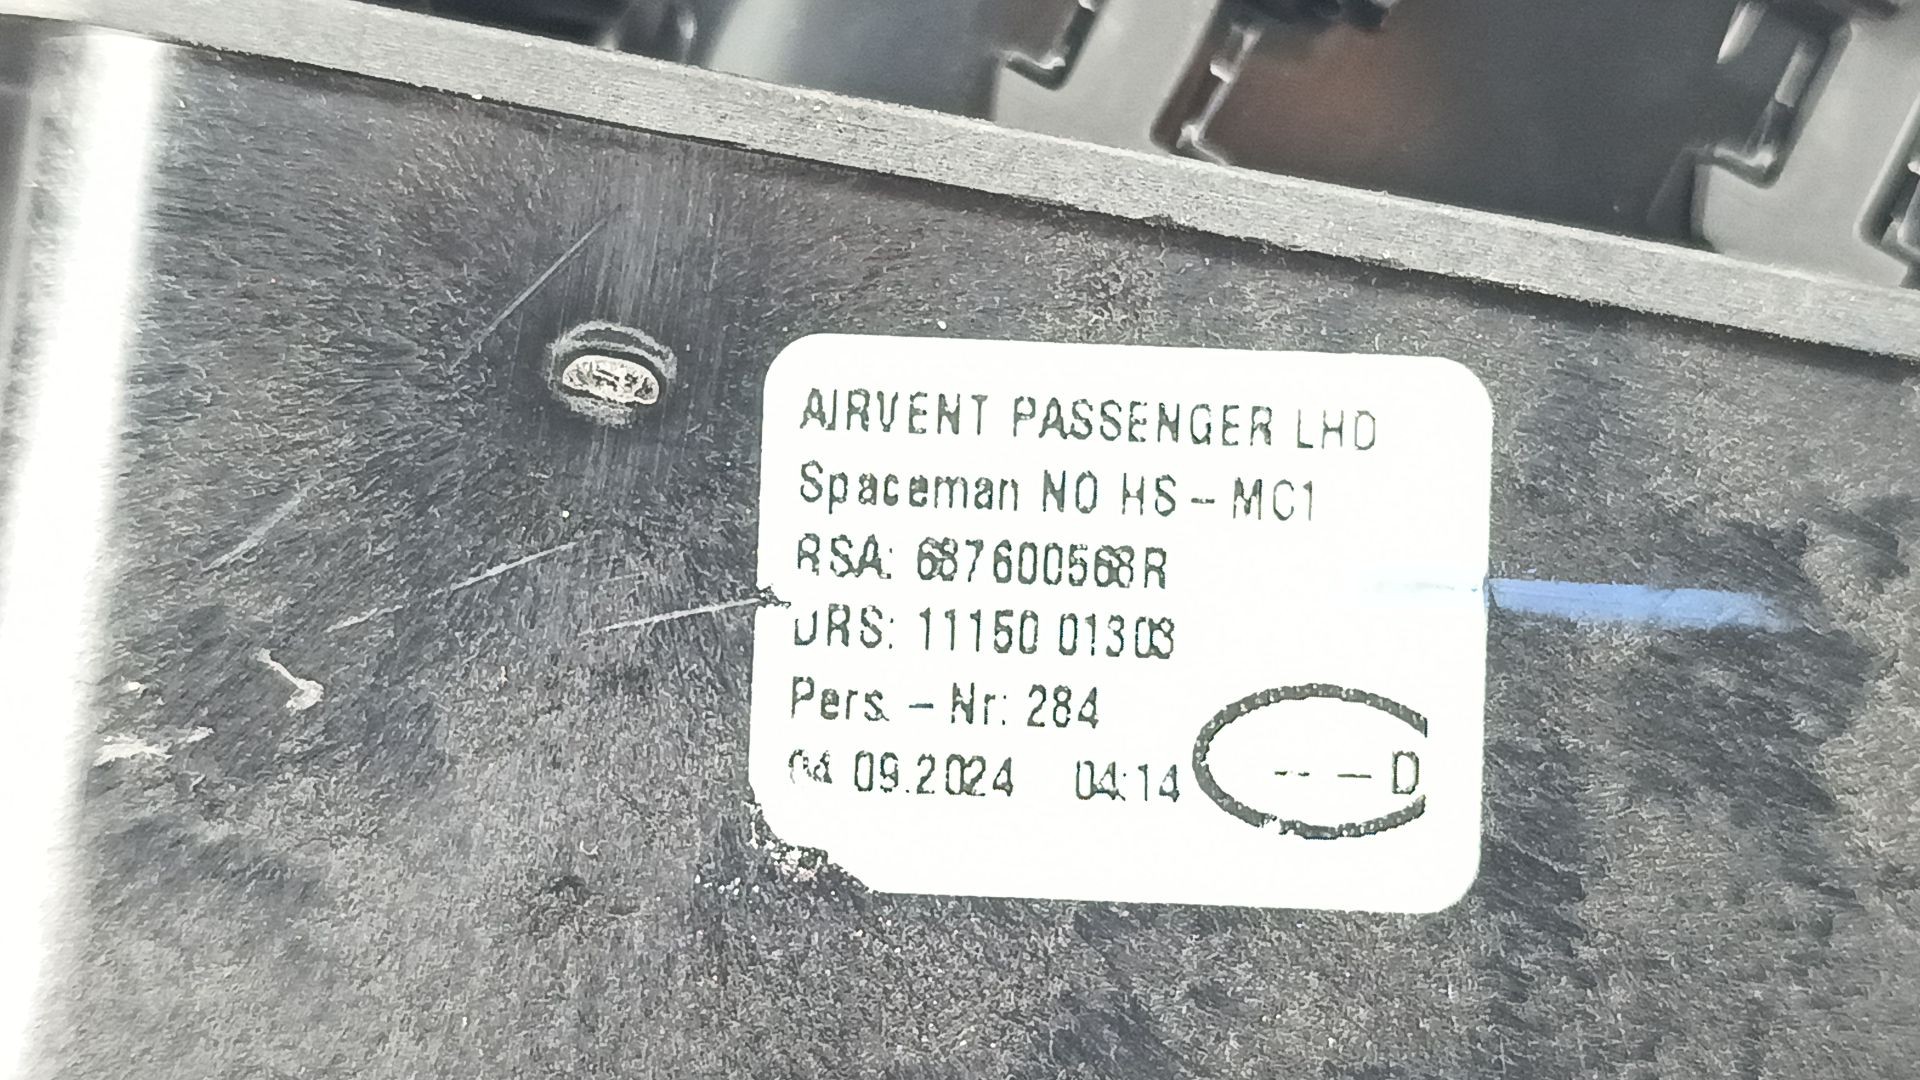 AIRVENT PASSENGER LHD
Spaceman NO HS - MC1
RSA: 687600568R
DRS: 11150 01303
Pers. - Nr: 284
04.09.2024 04:14 -- - D